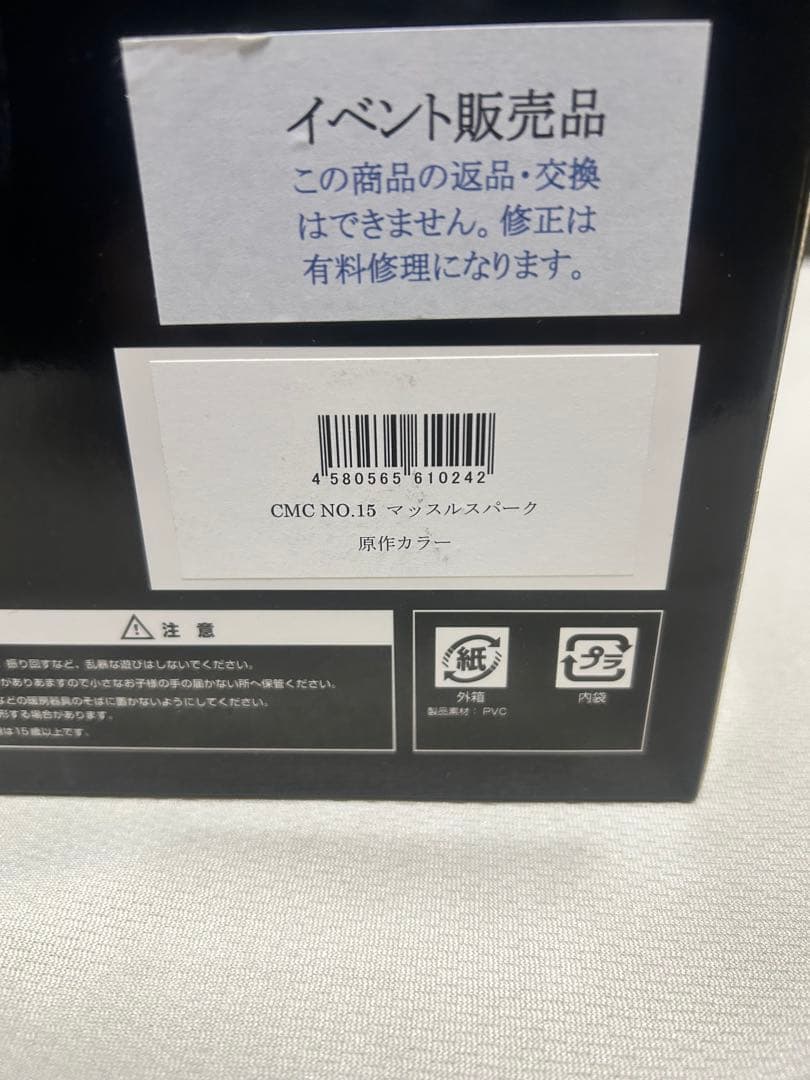 イベント販売品
この商品の返品・交換
はできません。修正は
有料修理になります。
4 580565 610242
CMC NO.15 マッスルスパーク
原作カラー
注 意
振り回すなど、乱暴な遊びはしないでください。
がありあますので小さなお子様の手の届かない所へ保管ください。
などの暖房器具のそばに置かないようにしてください。
形する場合があります。
は15歳以上です。
紙
外箱
製品素材：PVC
プラ
内袋